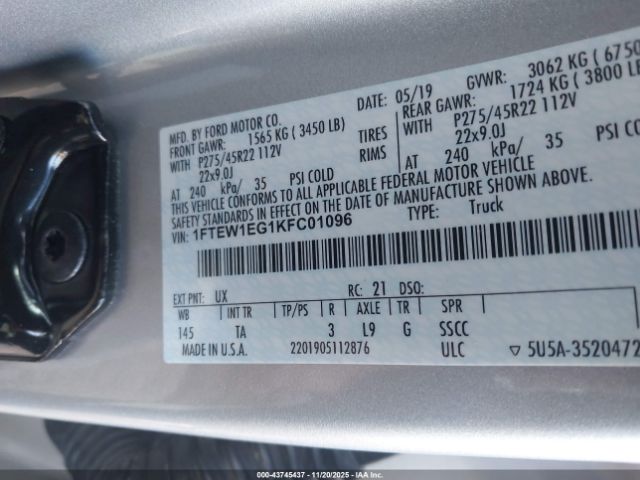 MFD. BY FORD MOTOR CO.
DATE: 05/19 GVWR: 3062 KG ( 6750
FRONT GAWR: 1565 KG ( 3450 LB)
REAR GAWR: 1724 KG ( 3800 LB
WITH P275/45R22 112V TIRES WITH P275/45R22 112V
22x9.0J RIMS 22x9.0J
AT 240 kPa/ 35 PSI COLD AT 240 kPa/ 35 PSI CO
THIS VEHICLE CONFORMS TO ALL APPLICABLE FEDERAL MOTOR VEHICLE
SAFETY STANDARDS IN EFFECT ON THE DATE OF MANUFACTURE SHOWN ABOVE.
VIN: 1FTEW1EG1KFC01096 TYPE: Truck
EXT PNT: UX RC: 21 DSO:
WB INT TR TP/PS R AXLE TR SPR
145 TA 3 L9 G SSCC
MADE IN U.S.A. 2201905112876 ULC ▽ 5U5A-3520472
© - 43745437 - 11/20/2025 - IAAI.com